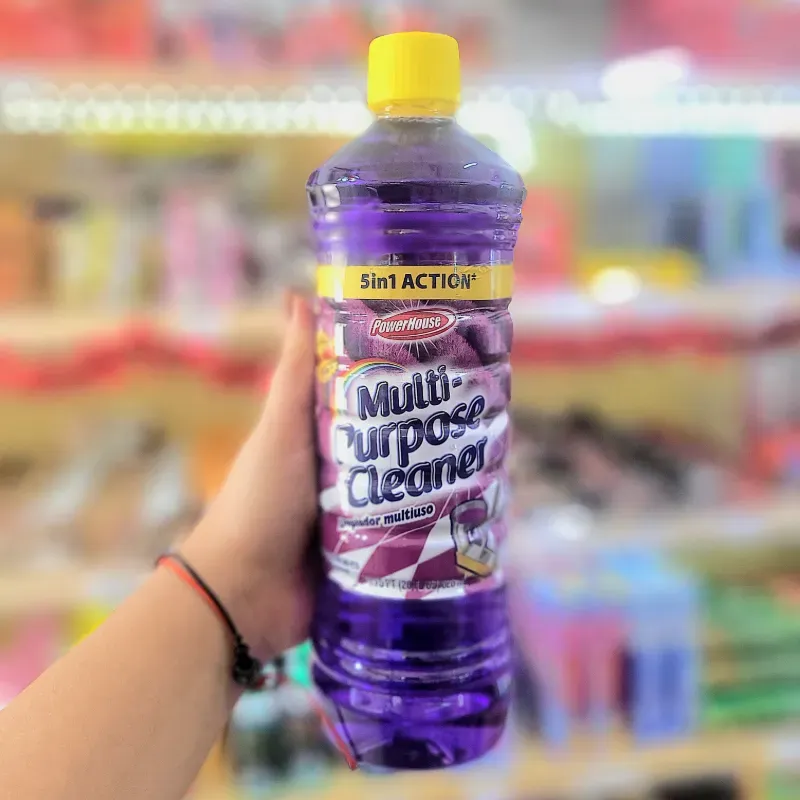 5in1 ACTION‡
PowerHouse
Multi-
Purpose
Cleaner
Limpiador multiuso